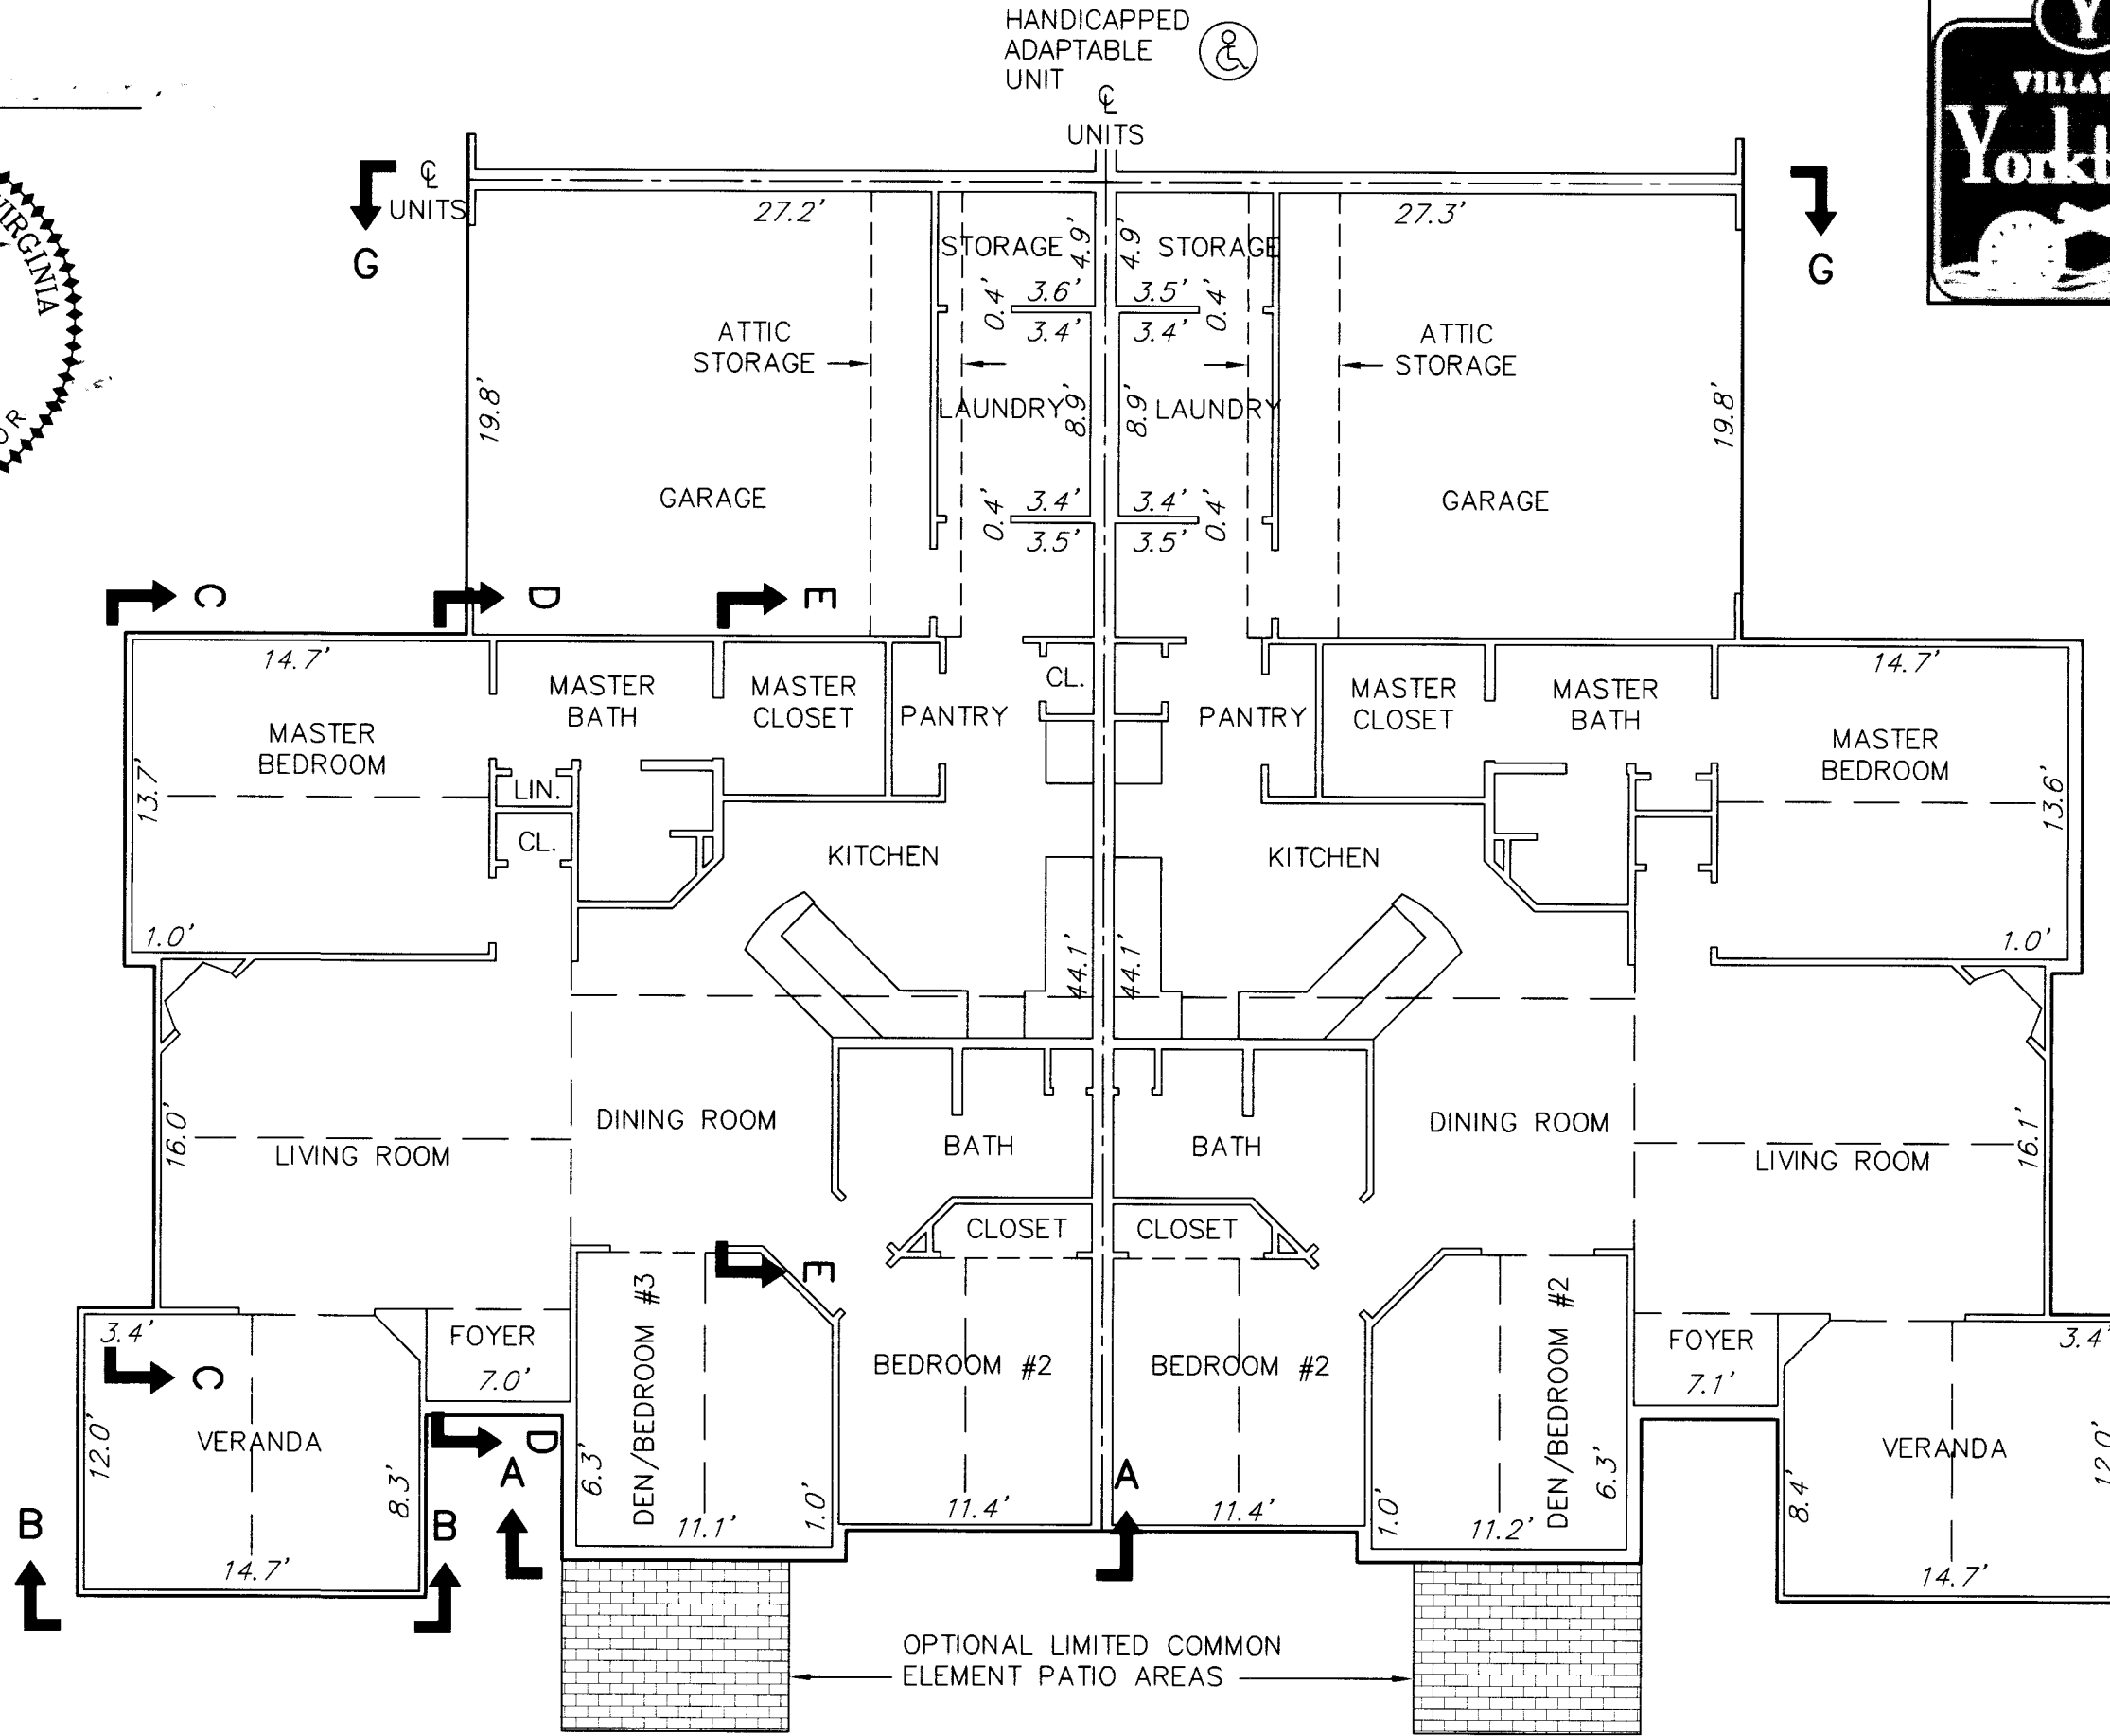 HANDICAPPED
ADAPTABLE
UNIT
℄
UNITS
VILLAS
VIRGINIA
℄
UNITS
G
G
27.2'
27.3'
STORAGE
4.9'
4.9'
STORAGE
3.6'
3.5'
0.4'
0.4'
3.4'
3.4'
ATTIC
STORAGE
ATTIC
STORAGE
19.8'
19.8'
LAUNDRY
8.9'
8.9'
LAUNDRY
GARAGE
GARAGE
3.4'
3.4'
0.4'
0.4'
3.5'
3.5'
C
D
E
14.7'
14.7'
MASTER
BATH
MASTER
CLOSET
PANTRY
CL.
PANTRY
MASTER
CLOSET
MASTER
BATH
MASTER
BEDROOM
MASTER
BEDROOM
13.7'
13.6'
LIN.
CL.
KITCHEN
KITCHEN
1.0'
1.0'
44.1'
44.1'
16.0'
16.1'
DINING ROOM
DINING ROOM
LIVING ROOM
LIVING ROOM
BATH
BATH
CLOSET
CLOSET
E
3.4'
FOYER
7.0'
C
DEN/BEDROOM #3
BEDROOM #2
BEDROOM #2
DEN/BEDROOM #2
FOYER
7.1'
3.4'
12.0'
VERANDA
8.3'
D
A
A
6.3'
1.0'
1.0'
6.3'
8.4'
VERANDA
12.0'
B
B
11.1'
11.4'
11.4'
11.2'
14.7'
14.7'
OPTIONAL LIMITED COMMON
ELEMENT PATIO AREAS